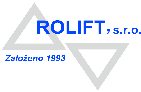 ROLIFT, s.r.o.
Založeno 1993